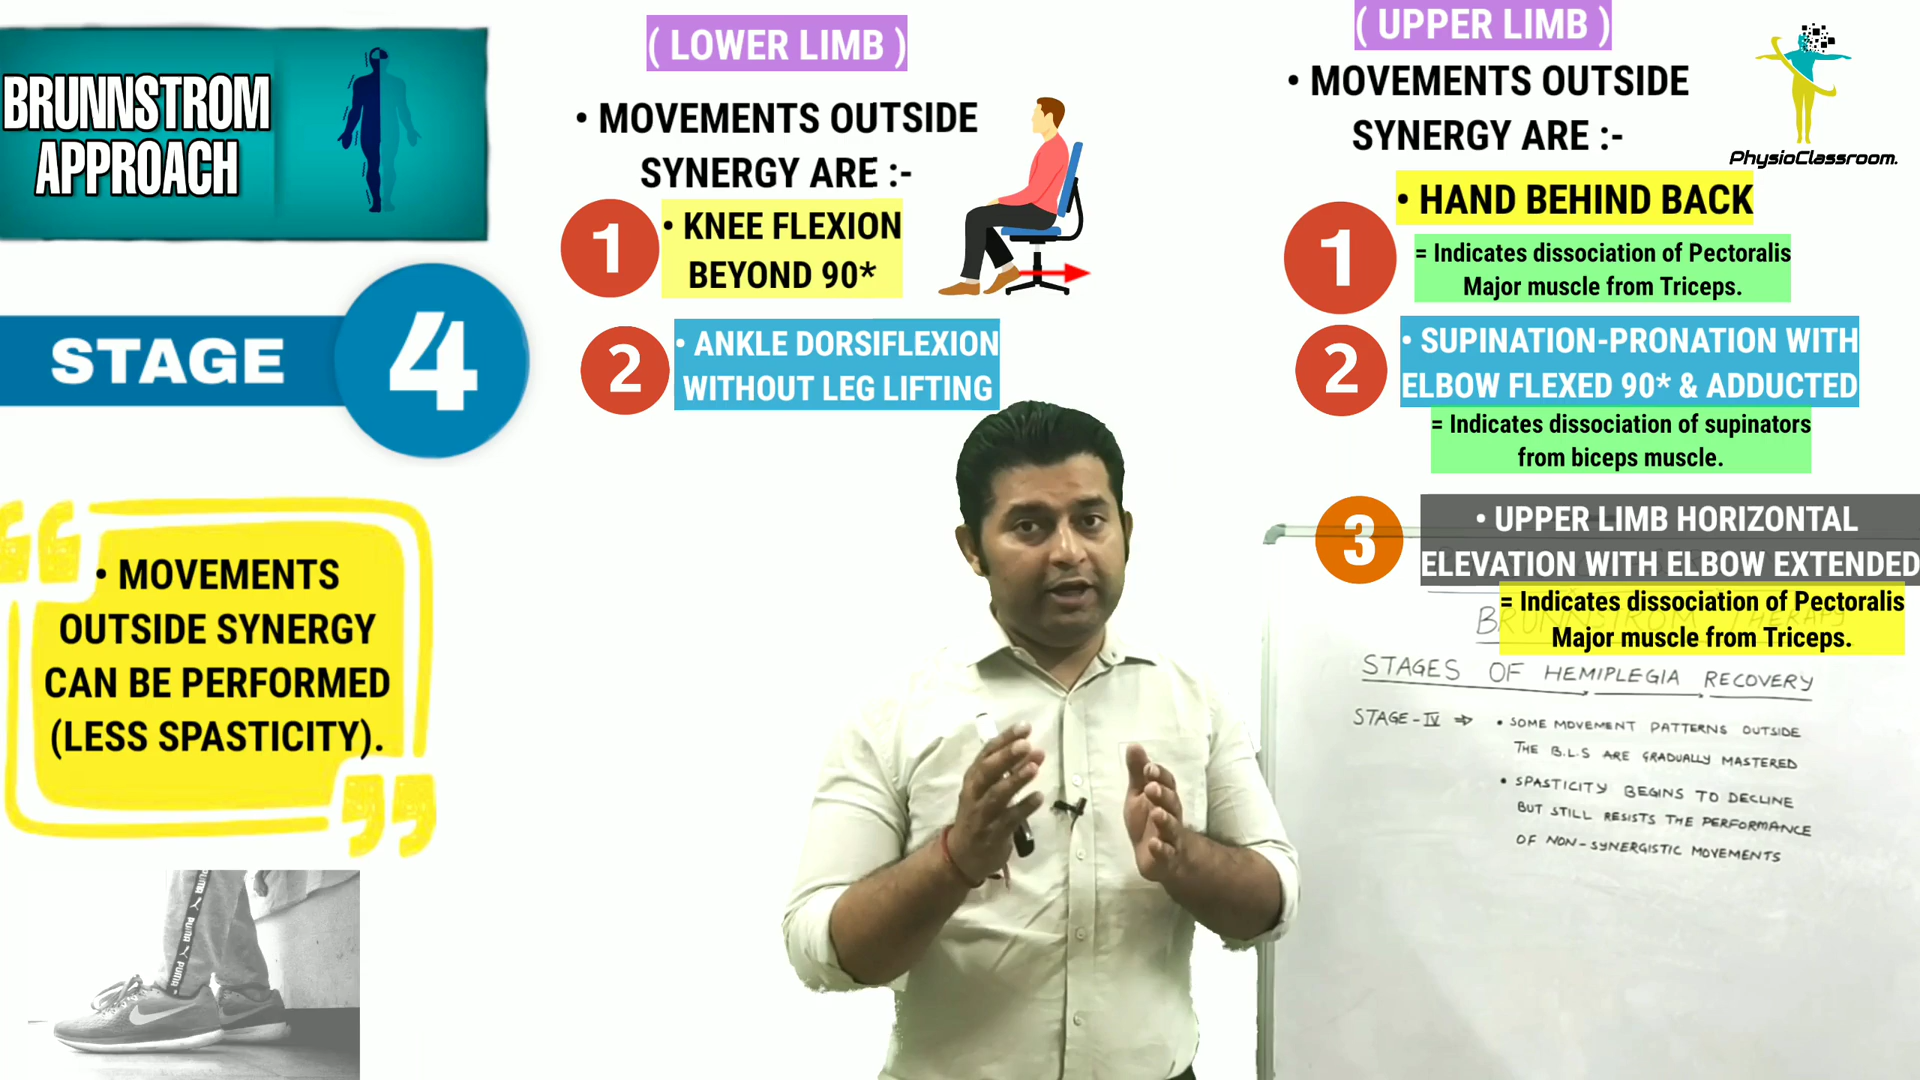 BRUNNSTROM
APPROACH
STAGE
4
• MOVEMENTS
OUTSIDE SYNERGY
CAN BE PERFORMED
(LESS SPASTICITY).
PUMA
PUMA
PUMA
( LOWER LIMB )
• MOVEMENTS OUTSIDE
SYNERGY ARE :-
1
• KNEE FLEXION
BEYOND 90*
2
• ANKLE DORSIFLEXION
WITHOUT LEG LIFTING
( UPPER LIMB )
• MOVEMENTS OUTSIDE
SYNERGY ARE :-
PhysioClassroom.
1
• HAND BEHIND BACK
= Indicates dissociation of Pectoralis
Major muscle from Triceps.
2
• SUPINATION-PRONATION WITH
ELBOW FLEXED 90* & ADDUCTED
= Indicates dissociation of supinators
from biceps muscle.
3
• UPPER LIMB HORIZONTAL
ELEVATION WITH ELBOW EXTENDED
= Indicates dissociation of Pectoralis
Major muscle from Triceps.
BRUNNSTROM THERAPY
STAGES OF HEMIPLEGIA RECOVERY
STAGE-IV ⇒ • SOME MOVEMENT PATTERNS OUTSIDE
THE B.L.S ARE GRADUALLY MASTERED
• SPASTICITY BEGINS TO DECLINE
BUT STILL RESISTS THE PERFORMANCE
OF NON-SYNERGISTIC MOVEMENTS